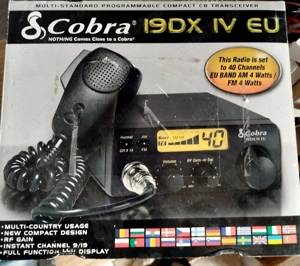 MULTI-STANDARD PROGRAMMABLE COMPACT CB TRANSCEIVER
Cobra® 19DX IV EU
NOTHING Comes Close to a Cobra®
This Radio is set
to 40 Channels
EU BAND AM 4 Watts /
FM 4 Watts
40
Cobra
Volume
•MULTI-COUNTRY USAGE
•NEW COMPACT DESIGN
•RF GAIN
•INSTANT CHANNEL 9/19
•FULL FUNCTION LCD DISPLAY